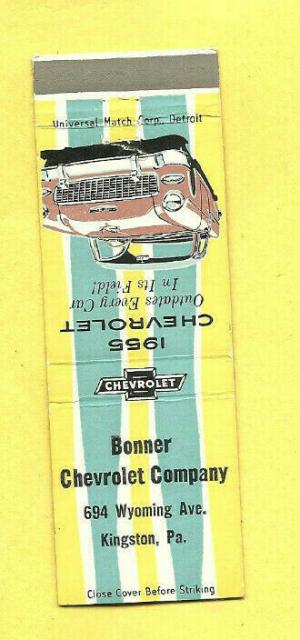 Universal Match Corp., Detroit
1955
CHEVROLET
Outdates Every Car
In Its Field!
CHEVROLET
Bonner
Chevrolet Company
694 Wyoming Ave.
Kingston, Pa.
Close Cover Before Striking